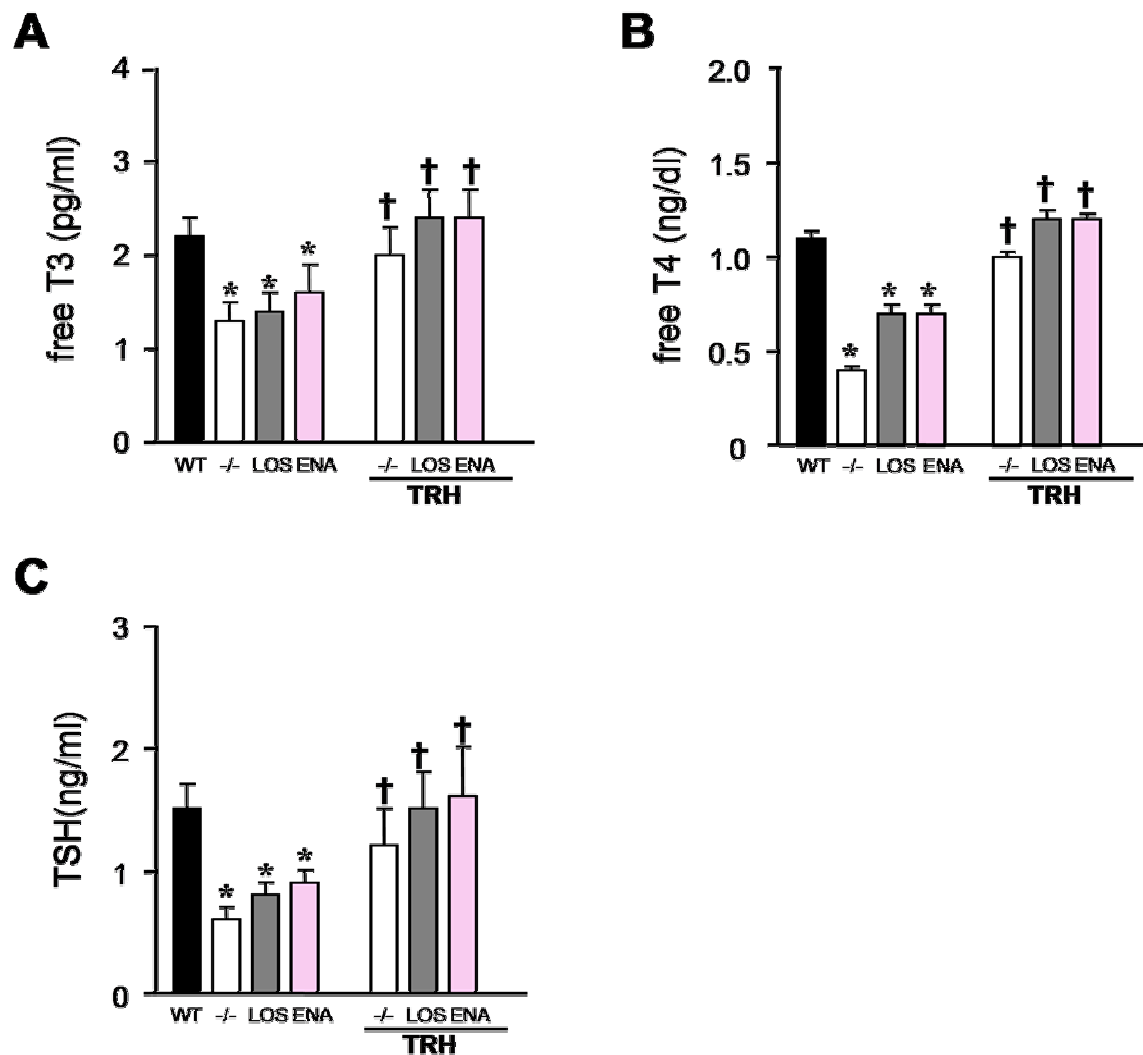 A
free T3 (pg/ml)
4
3
2
1
0
* * * † † †
WT -/- LOS ENA -/- LOS ENA
TRH
B
free T4 (ng/dl)
2.0
1.5
1.0
0.5
0
* * * † † †
WT -/- LOS ENA -/- LOS ENA
TRH
C
TSH(ng/ml)
3
2
1
0
* * * † † †
WT -/- LOS ENA -/- LOS ENA
TRH